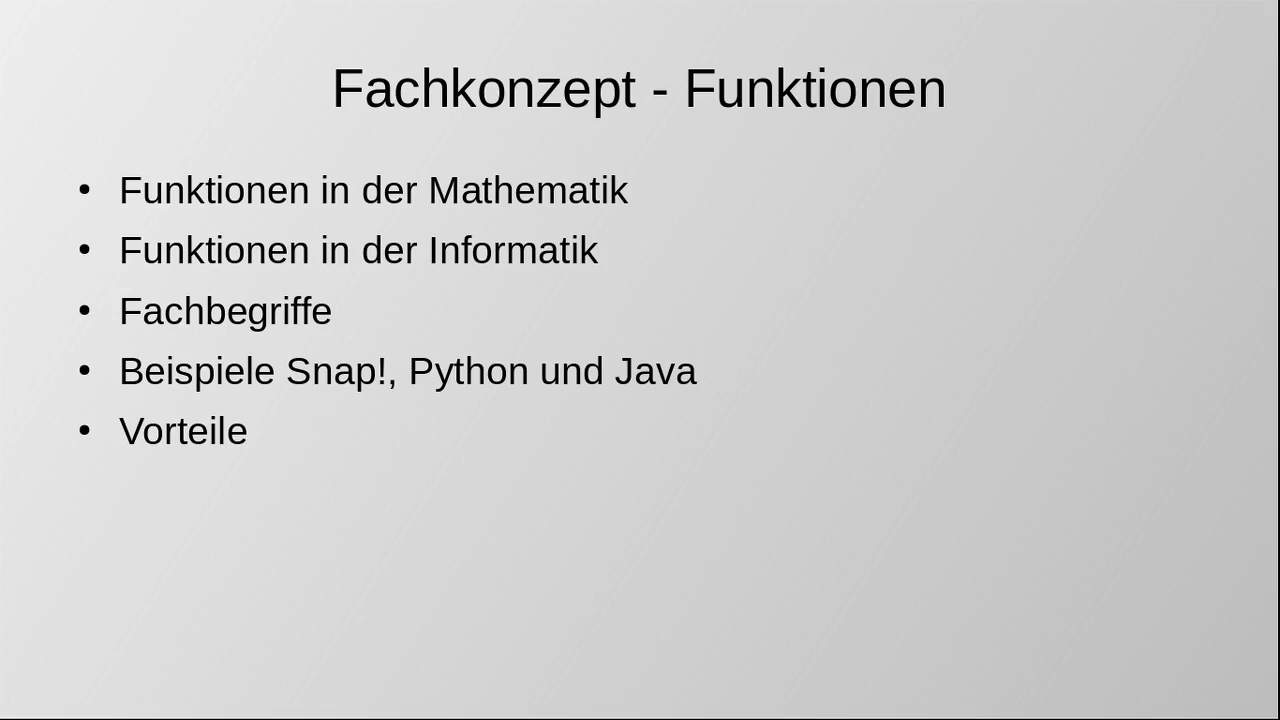 Fachkonzept - Funktionen
• Funktionen in der Mathematik
• Funktionen in der Informatik
• Fachbegriffe
• Beispiele Snap!, Python und Java
• Vorteile